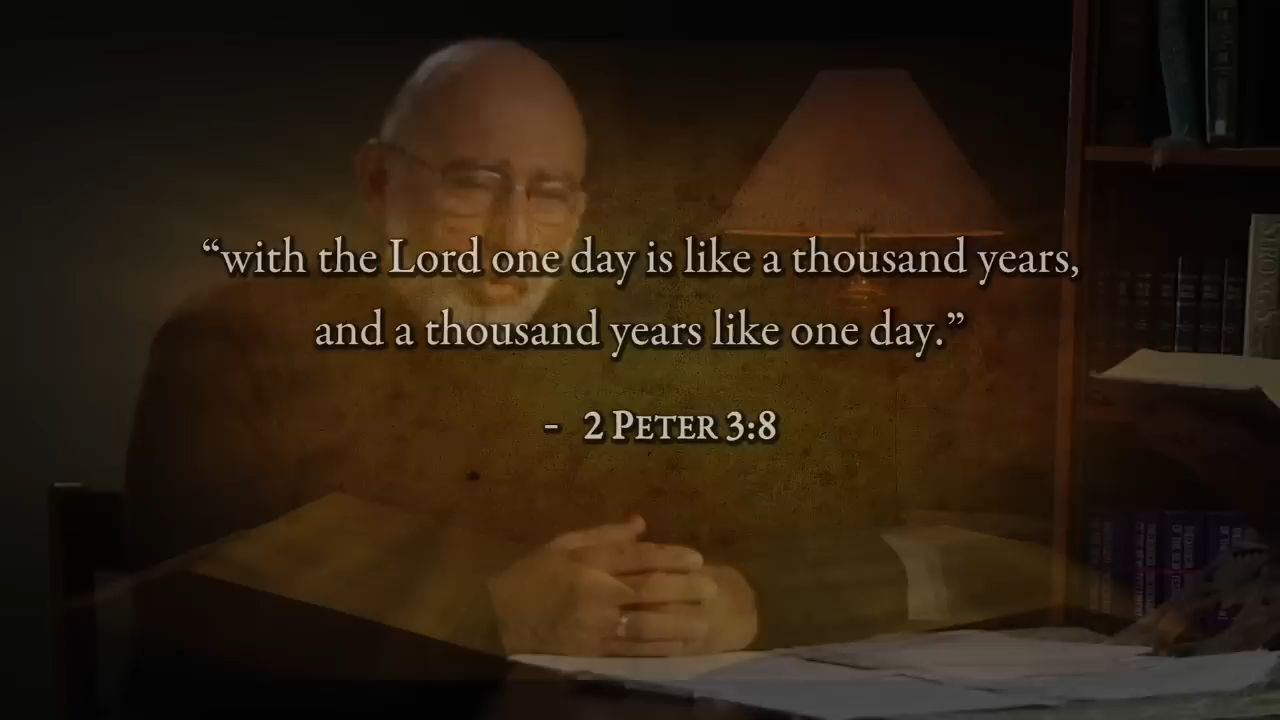 “with the Lord one day is like a thousand years,
and a thousand years like one day.”
- 2 PETER 3:8